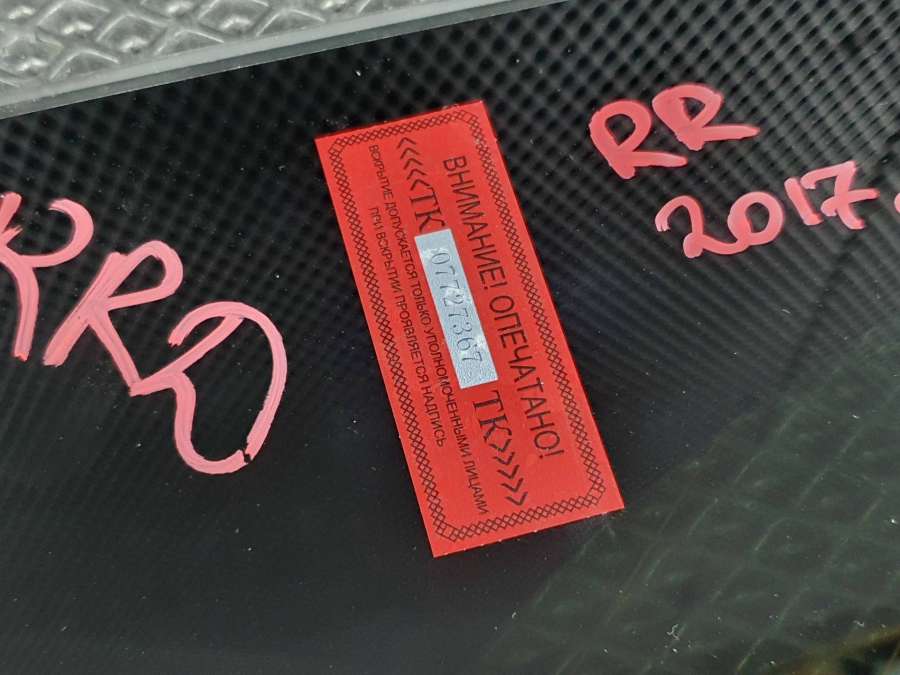 ВНИМАНИЕ! ОПЕЧАТАНО!
<<<<<ТК 07727367 ТК>>>>>
ВСКРЫТИЕ ДОПУСКАЕТСЯ ТОЛЬКО УПОЛНОМОЧЕННЫМИ ЛИЦАМИ
ПРИ ВСКРЫТИИ ПРОЯВЛЯЕТСЯ НАДПИСЬ
RR
2017.
RRD